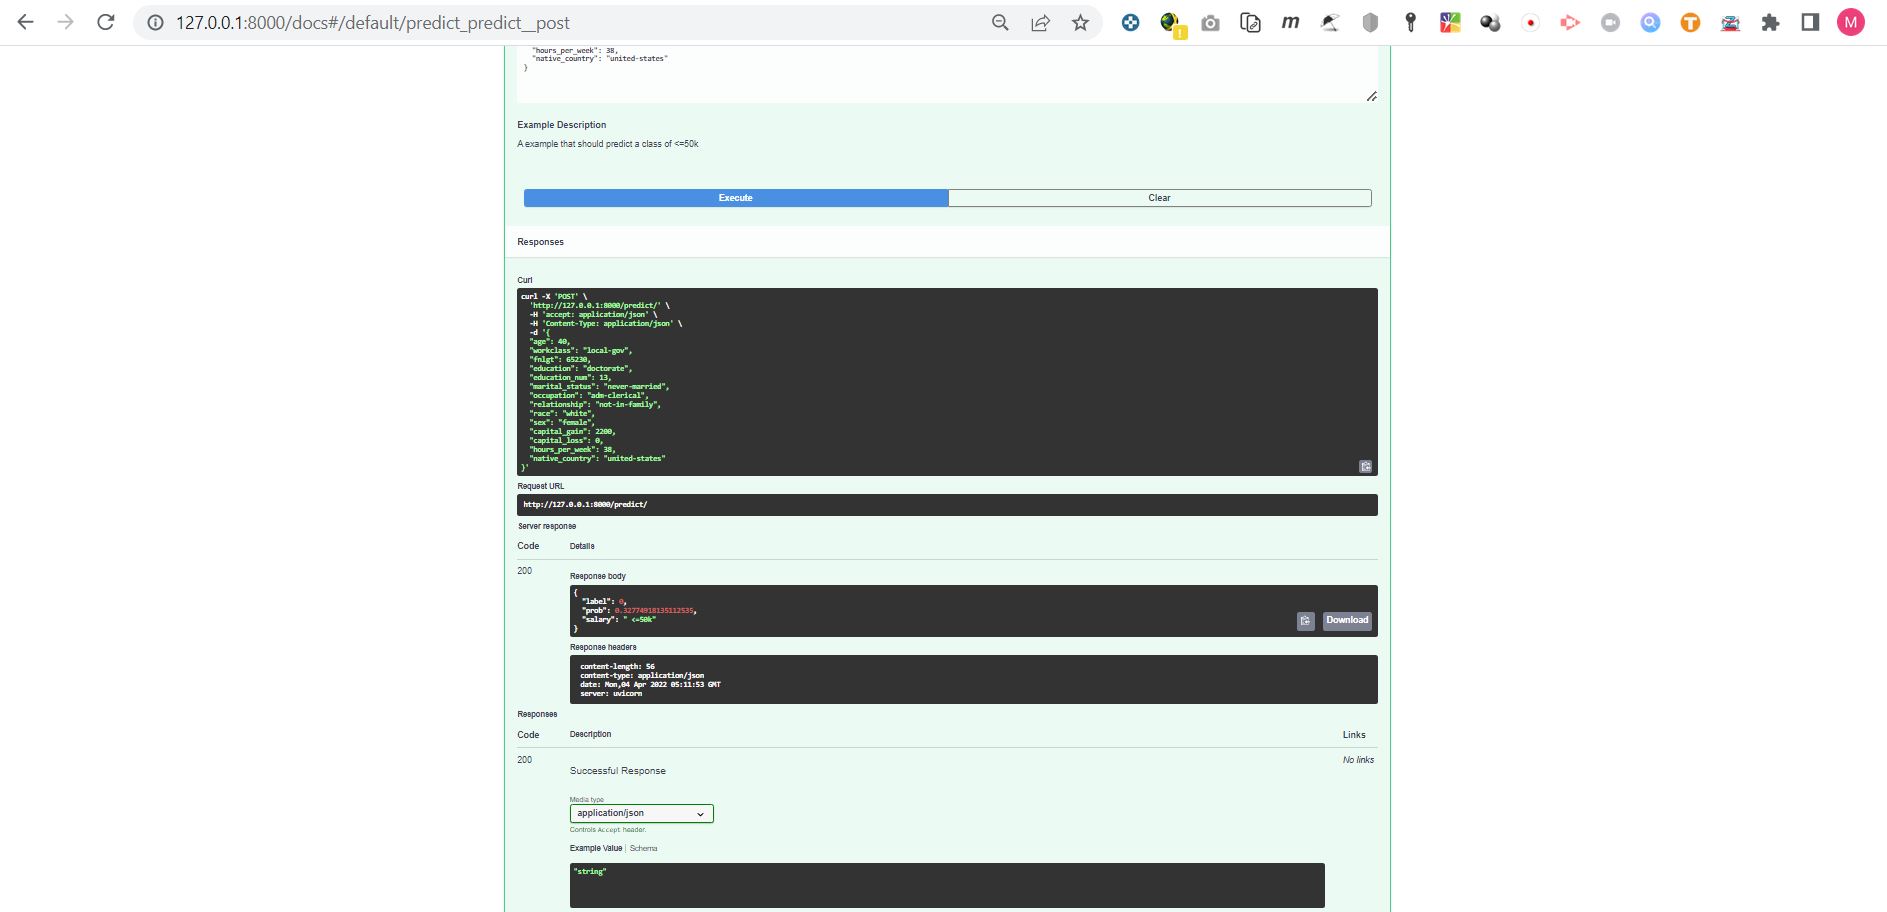 127.0.0.1:8000/docs#/default/predict_predict__post
M
"hours_per_week": 38,
"native_country": "united-states"
}
Example Description
A example that should predict a class of <=50k
Execute
Clear
Responses
Curl
curl -X 'POST' \
'http://127.0.0.1:8000/predict/' \
-H 'accept: application/json' \
-H 'Content-Type: application/json' \
-d '{
"age": 40,
"workclass": "local-gov",
"fnlgt": 65230,
"education": "doctorate",
"education_num": 13,
"marital_status": "never-married",
"occupation": "adm-clerical",
"relationship": "not-in-family",
"race": "white",
"sex": "female",
"capital_gain": 2200,
"capital_loss": 0,
"hours_per_week": 38,
"native_country": "united-states"
}'
Request URL
http://127.0.0.1:8000/predict/
Server response
Code Details
200
Response body
{
"label": 0,
"prob": 0.32774918135112535,
"salary": " <=50k"
}
Download
Response headers
content-length: 56
content-type: application/json
date: Mon,04 Apr 2022 05:11:53 GMT
server: uvicorn
Responses
Code Description Links
200
Successful Response
No links
Media type
application/json
Controls Accept header.
Example Value | Schema
"string"